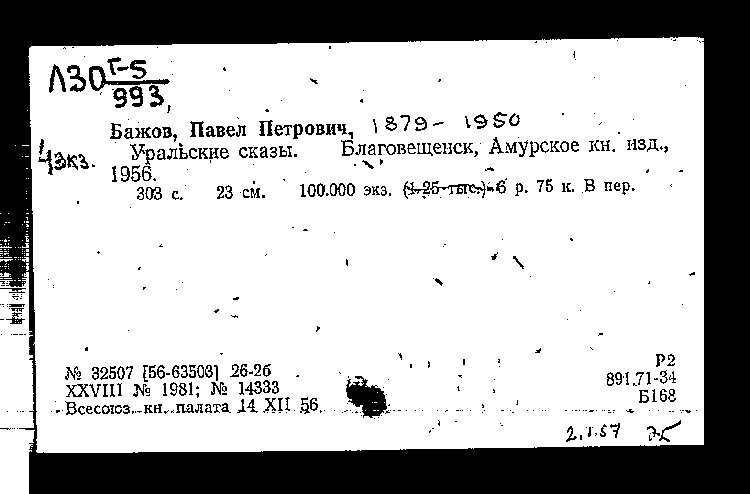 Л30 Г-5
993,
Бажов, Павел Петрович, 1879-1950
4 экз. Уральские сказы. Благовещенск, Амурское кн. изд.,
1956.
303 с. 23 см. 100.000 экз. (1-25 тыс.) 6 р. 75 к. В пер.
№ 32507 [56-63503] 26-26
XXVIII № 1981; № 14333
Всесоюз. кн. палата 14 XII 56
Р2
891.71-34
Б168
2.I.57